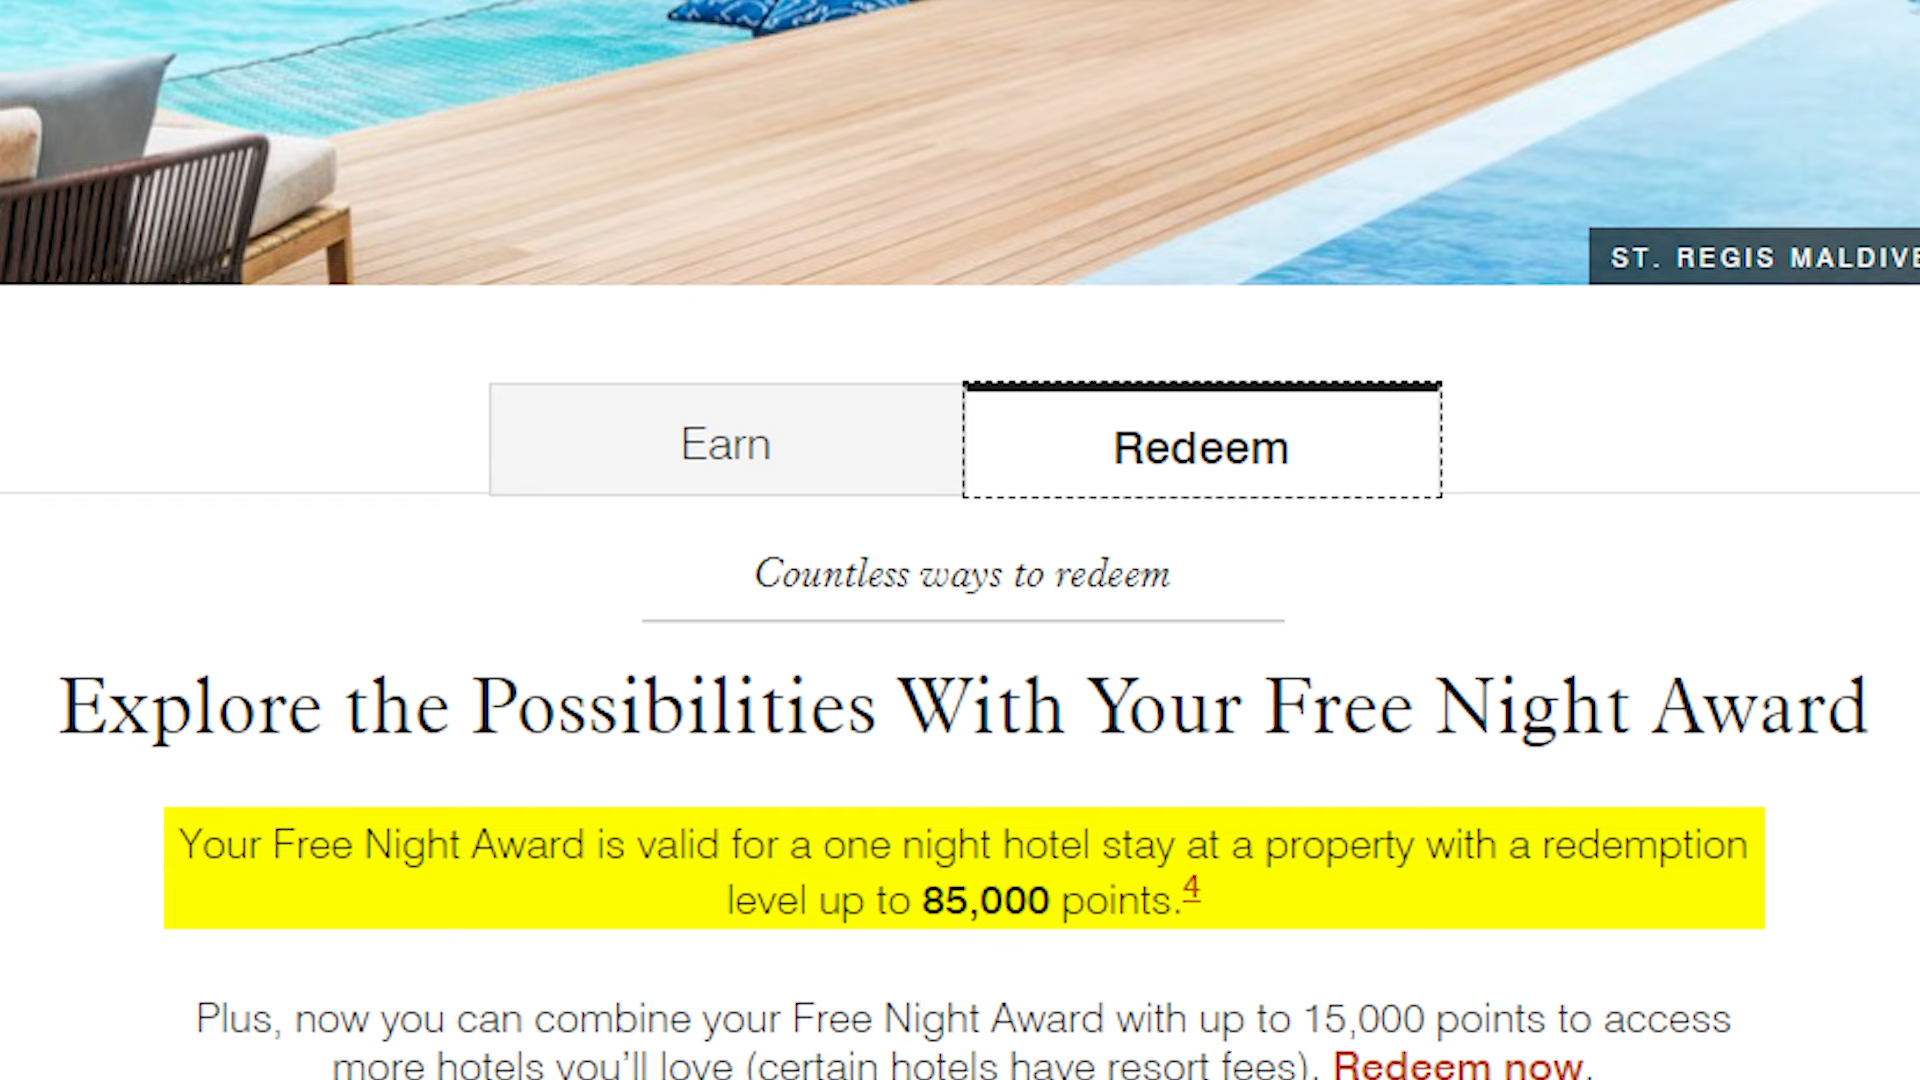 ST. REGIS MALDIVE
Earn
Redeem
Countless ways to redeem
Explore the Possibilities With Your Free Night Award
Your Free Night Award is valid for a one night hotel stay at a property with a redemption
level up to 85,000 points.4
Plus, now you can combine your Free Night Award with up to 15,000 points to access
more hotels you'll love (certain hotels have resort fees). Redeem now.